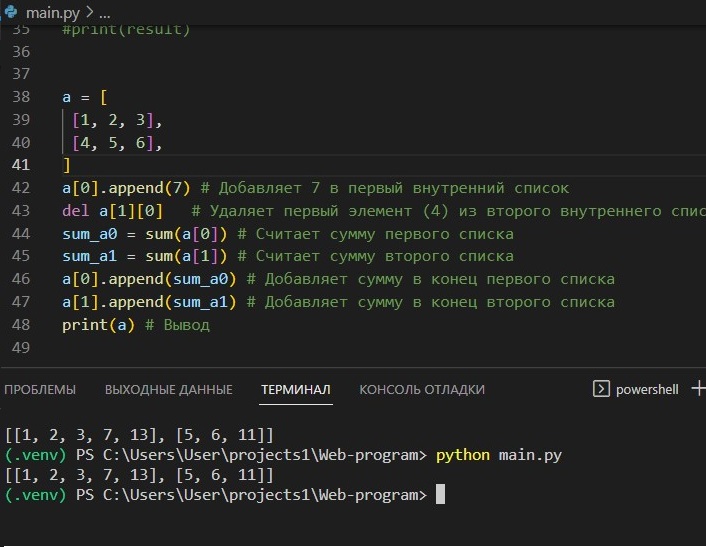 main.py > ...
35 #print(result)
36
37
38 a = [
39 [1, 2, 3],
40 [4, 5, 6],
41 ]
42 a[0].append(7) # Добавляет 7 в первый внутренний список
43 del a[1][0] # Удаляет первый элемент (4) из второго внутреннего спис
44 sum_a0 = sum(a[0]) # Считает сумму первого списка
45 sum_a1 = sum(a[1]) # Считает сумму второго списка
46 a[0].append(sum_a0) # Добавляет сумму в конец первого списка
47 a[1].append(sum_a1) # Добавляет сумму в конец второго списка
48 print(a) # Вывод
49
ПРОБЛЕМЫ ВЫХОДНЫЕ ДАННЫЕ ТЕРМИНАЛ КОНСОЛЬ ОТЛАДКИ powershell +
[[1, 2, 3, 7, 13], [5, 6, 11]]
(.venv) PS C:\Users\User\projects1\Web-program> python main.py
[[1, 2, 3, 7, 13], [5, 6, 11]]
(.venv) PS C:\Users\User\projects1\Web-program>